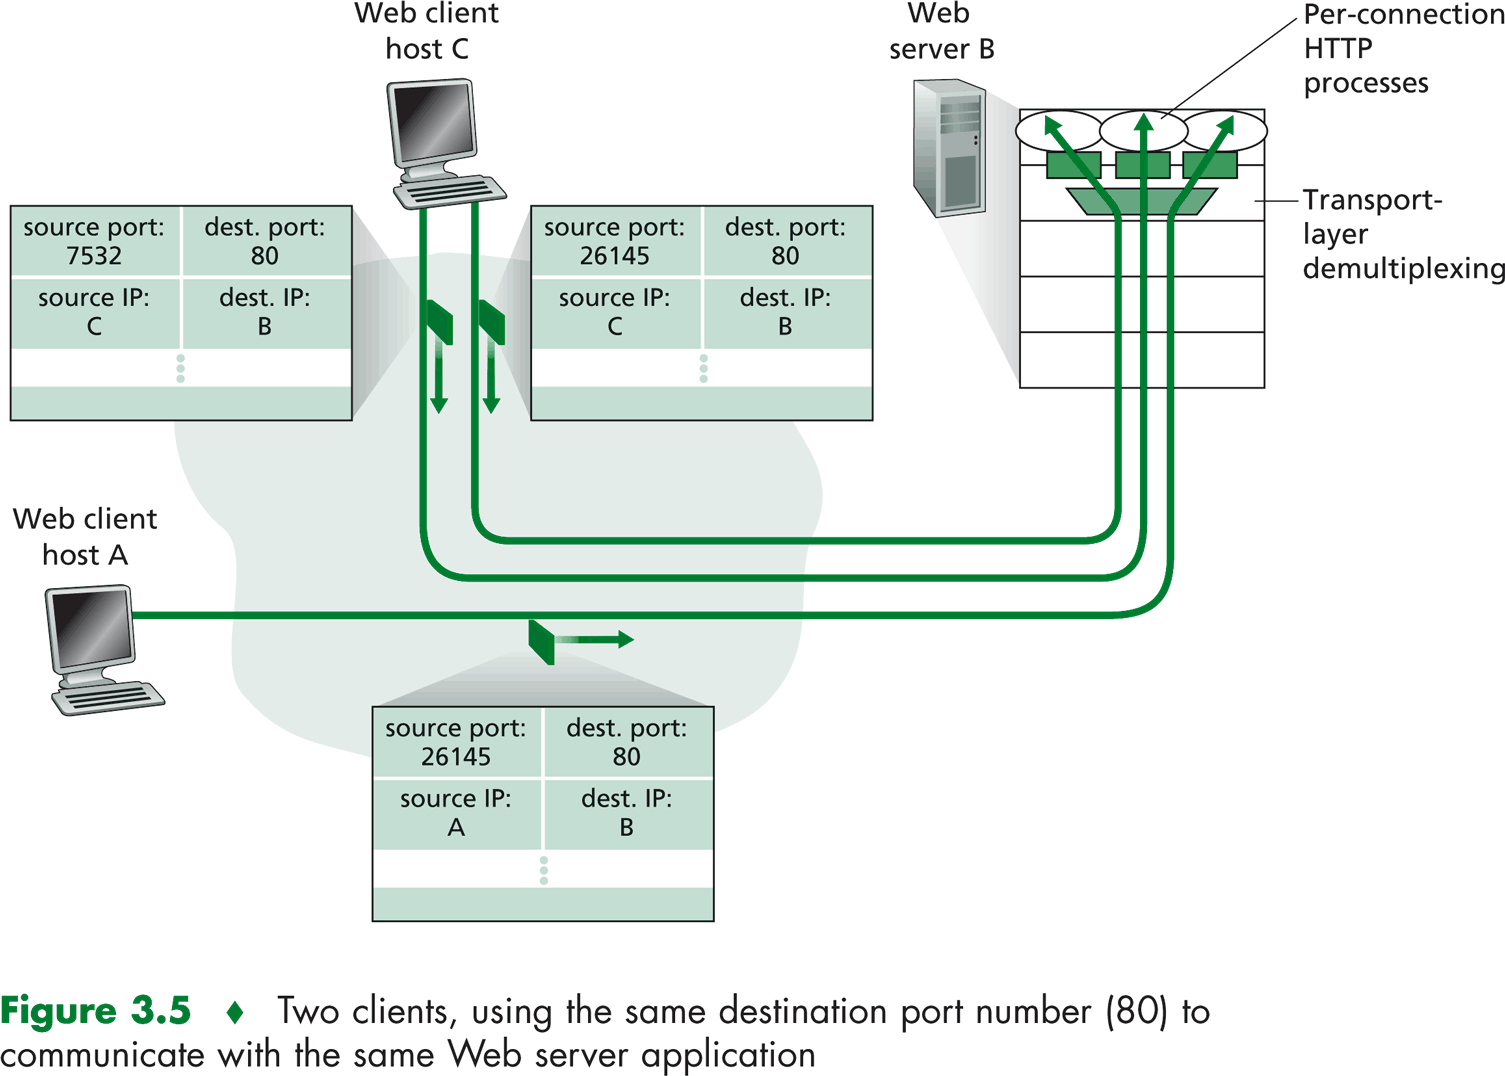 Web client
host C
Web
server B
Per-connection
HTTP
processes
Transport-
layer
demultiplexing
source port:
7532
dest. port:
80
source IP:
C
dest. IP:
B
source port:
26145
dest. port:
80
source IP:
C
dest. IP:
B
Web client
host A
source port:
26145
dest. port:
80
source IP:
A
dest. IP:
B
Figure 3.5 ♦ Two clients, using the same destination port number (80) to
communicate with the same Web server application